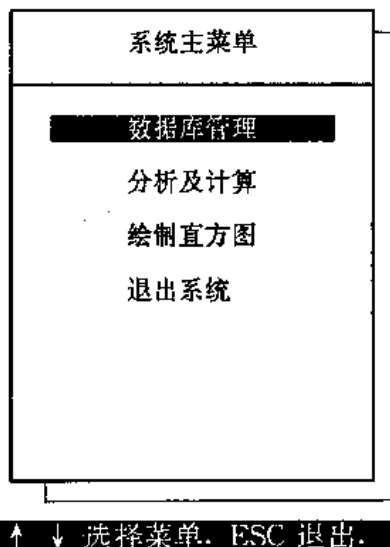 系统主菜单
数据库管理
分析及计算
绘制直方图
退出系统
↑ ↓ 选择菜单. ESC 退出.